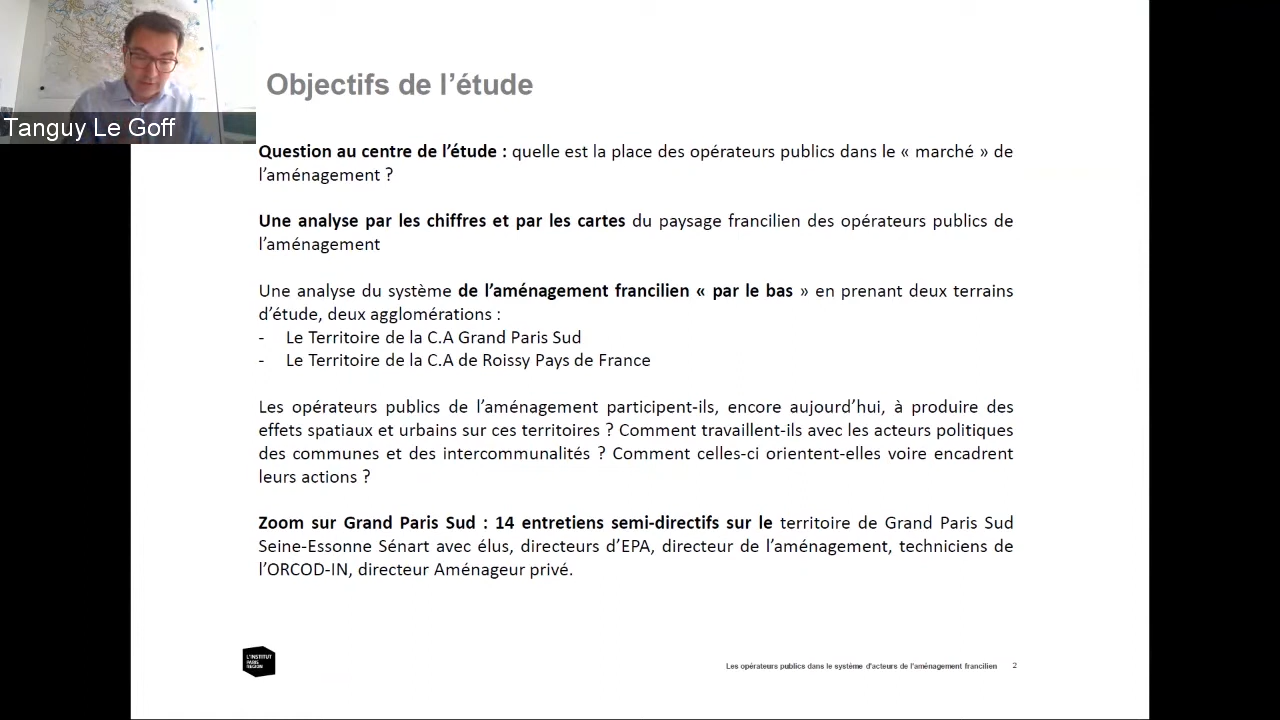 Tanguy Le Goff
Objectifs de l’étude
Question au centre de l’étude : quelle est la place des opérateurs publics dans le « marché » de
l’aménagement ?
Une analyse par les chiffres et par les cartes du paysage francilien des opérateurs publics de
l’aménagement
Une analyse du système de l’aménagement francilien « par le bas » en prenant deux terrains
d’étude, deux agglomérations :
- Le Territoire de la C.A Grand Paris Sud
- Le Territoire de la C.A de Roissy Pays de France
Les opérateurs publics de l’aménagement participent-ils, encore aujourd’hui, à produire des
effets spatiaux et urbains sur ces territoires ? Comment travaillent-ils avec les acteurs politiques
des communes et des intercommunalités ? Comment celles-ci orientent-elles voire encadrent
leurs actions ?
Zoom sur Grand Paris Sud : 14 entretiens semi-directifs sur le territoire de Grand Paris Sud
Seine-Essonne Sénart avec élus, directeurs d’EPA, directeur de l’aménagement, techniciens de
l’ORCOD-IN, directeur Aménageur privé.
L’INSTITUT
PARIS
REGION
Les opérateurs publics dans le système d’acteurs de l’aménagement francilien 2